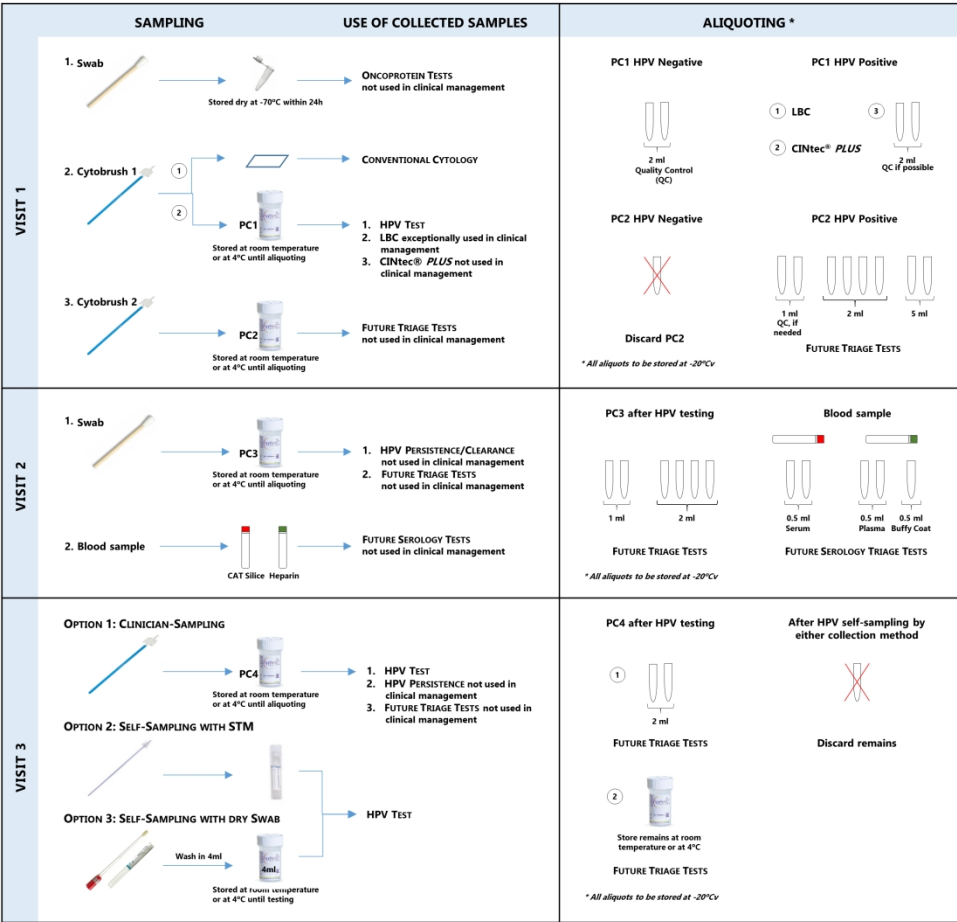 SAMPLING
USE OF COLLECTED SAMPLES
ALIQUOTING *
VISIT 1
1. Swab
Stored dry at -70ºC within 24h
ONCOPROTEIN TESTS
not used in clinical management
2. Cytobrush 1
1
CONVENTIONAL CYTOLOGY
2
PC1
Stored at room temperature
or at 4ºC until aliquoting
1. HPV TEST
2. LBC exceptionally used in clinical
management
3. CINtec® PLUS not used in
clinical management
3. Cytobrush 2
PC2
Stored at room temperature
or at 4ºC until aliquoting
FUTURE TRIAGE TESTS
not used in clinical management
PC1 HPV Negative
2 ml
Quality Control
(QC)
PC1 HPV Positive
1 LBC
2 CINtec® PLUS
3
2 ml
QC if possible
PC2 HPV Negative
Discard PC2
PC2 HPV Positive
1 ml
QC, if
needed
2 ml
5 ml
FUTURE TRIAGE TESTS
* All aliquots to be stored at -20ºCv
VISIT 2
1. Swab
PC3
Stored at room temperature
or at 4ºC until aliquoting
1. HPV PERSISTENCE/CLEARANCE
not used in clinical management
2. FUTURE TRIAGE TESTS
not used in clinical management
2. Blood sample
CAT Silice Heparin
FUTURE SEROLOGY TESTS
not used in clinical management
PC3 after HPV testing
1 ml
2 ml
FUTURE TRIAGE TESTS
* All aliquots to be stored at -20ºCv
Blood sample
0.5 ml
Serum
0.5 ml
Plasma
0.5 ml
Buffy Coat
FUTURE SEROLOGY TRIAGE TESTS
VISIT 3
OPTION 1: CLINICIAN-SAMPLING
PC4
Stored at room temperature
or at 4ºC until aliquoting
1. HPV TEST
2. HPV PERSISTENCE not used in
clinical management
3. FUTURE TRIAGE TESTS not used in
clinical management
OPTION 2: SELF-SAMPLING WITH STM
HPV TEST
OPTION 3: SELF-SAMPLING WITH DRY SWAB
Wash in 4ml
4ml
Stored at room temperature
or at 4ºC until testing
PC4 after HPV testing
1
2 ml
FUTURE TRIAGE TESTS
2
Store remains at room
temperature or at 4ºC
FUTURE TRIAGE TESTS
* All aliquots to be stored at -20ºCv
After HPV self-sampling by
either collection method
Discard remains